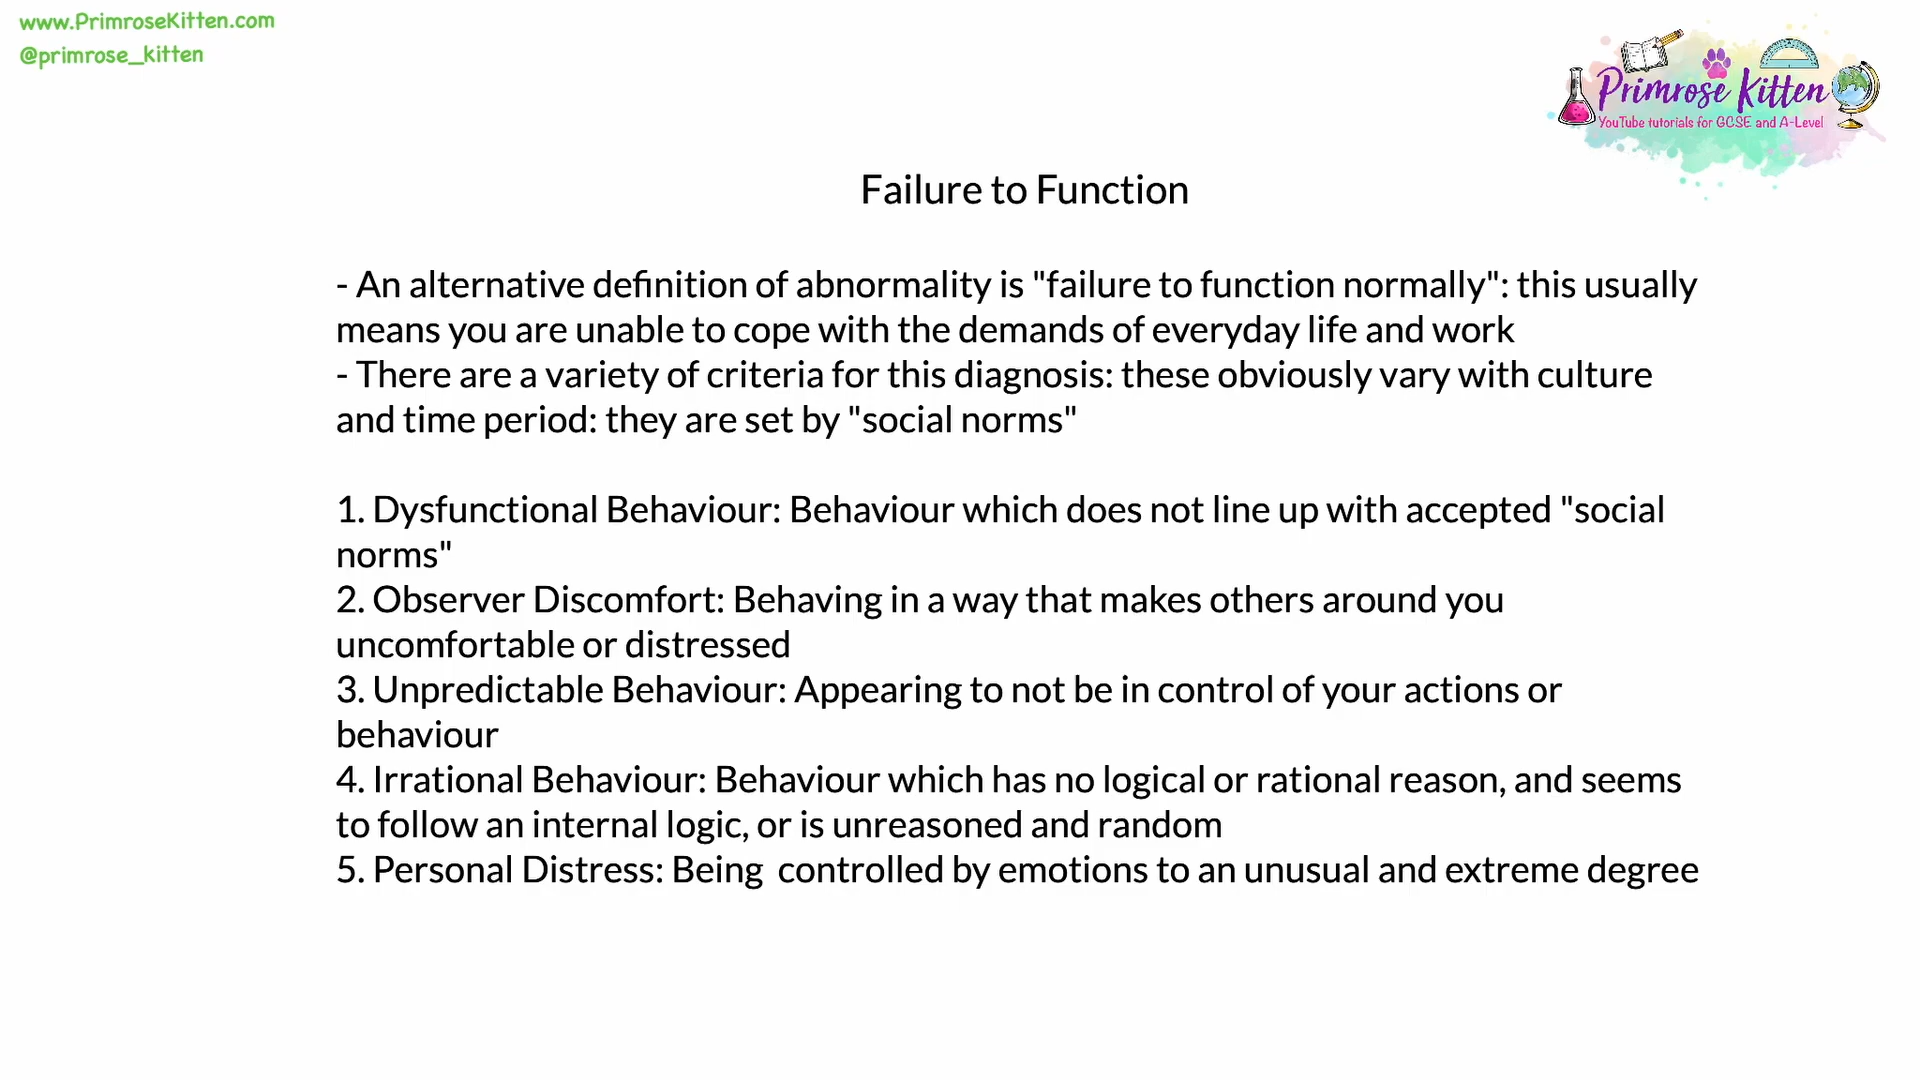 www.PrimroseKitten.com
@primrose_kitten
Primrose Kitten
YouTube tutorials for GCSE and A-Level
Failure to Function
- An alternative definition of abnormality is "failure to function normally": this usually
means you are unable to cope with the demands of everyday life and work
- There are a variety of criteria for this diagnosis: these obviously vary with culture
and time period: they are set by "social norms"
1. Dysfunctional Behaviour: Behaviour which does not line up with accepted "social
norms"
2. Observer Discomfort: Behaving in a way that makes others around you
uncomfortable or distressed
3. Unpredictable Behaviour: Appearing to not be in control of your actions or
behaviour
4. Irrational Behaviour: Behaviour which has no logical or rational reason, and seems
to follow an internal logic, or is unreasoned and random
5. Personal Distress: Being  controlled by emotions to an unusual and extreme degree